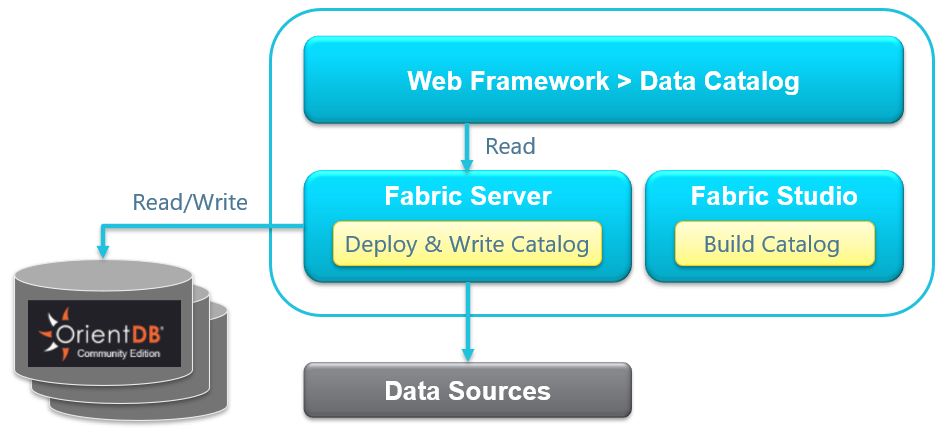 Web Framework > Data Catalog
Read
Read/Write
Fabric Server
Fabric Studio
Deploy & Write Catalog
Build Catalog
OrientDB®
Community Edition
Data Sources